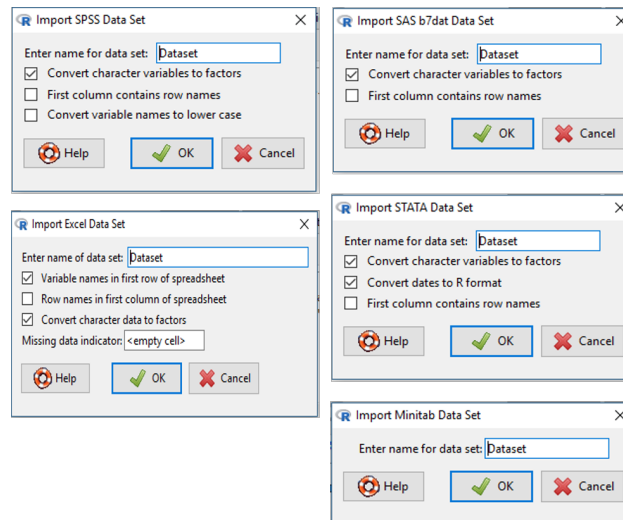 Import SPSS Data Set
Enter name for data set: Dataset
Convert character variables to factors
First column contains row names
Convert variable names to lower case
Help OK Cancel
Import SAS b7dat Data Set
Enter name for data set: Dataset
Convert character variables to factors
First column contains row names
Help OK Cancel
Import Excel Data Set
Enter name of data set: Dataset
Variable names in first row of spreadsheet
Row names in first column of spreadsheet
Convert character data to factors
Missing data indicator: <empty cell>
Help OK Cancel
Import STATA Data Set
Enter name for data set: Dataset
Convert character variables to factors
Convert dates to R format
First column contains row names
Help OK Cancel
Import Minitab Data Set
Enter name for data set: Dataset
Help OK Cancel